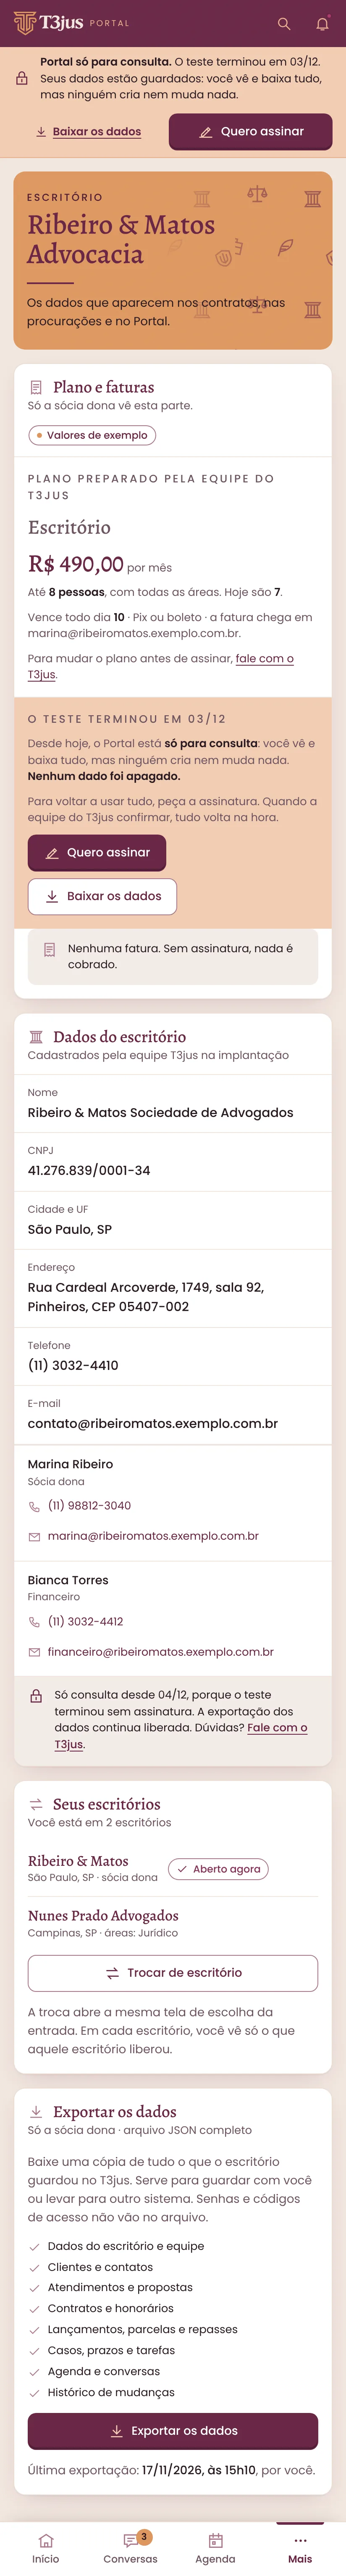 T3jus PORTAL
Portal só para consulta. O teste terminou em 03/12.
Seus dados estão guardados: você vê e baixa tudo,
mas ninguém cria nem muda nada.
Baixar os dados
Quero assinar
ESCRITÓRIO
Ribeiro & Matos
Advocacia
Os dados que aparecem nos contratos, nas
procurações e no Portal.
Plano e faturas
Só a sócia dona vê esta parte.
Valores de exemplo
PLANO PREPARADO PELA EQUIPE DO
T3JUS
Escritório
R$ 490,00 por mês
Até 8 pessoas, com todas as áreas. Hoje são 7.
Vence todo dia 10 · Pix ou boleto · a fatura chega em
marina@ribeiromatos.exemplo.com.br.
Para mudar o plano antes de assinar, fale com o
T3jus.
O TESTE TERMINOU EM 03/12
Desde hoje, o Portal está só para consulta: você vê e
baixa tudo, mas ninguém cria nem muda nada.
Nenhum dado foi apagado.
Para voltar a usar tudo, peça a assinatura. Quando a
equipe do T3jus confirmar, tudo volta na hora.
Quero assinar
Baixar os dados
Nenhuma fatura. Sem assinatura, nada é
cobrado.
Dados do escritório
Cadastrados pela equipe T3jus na implantação
Nome
Ribeiro & Matos Sociedade de Advogados
CNPJ
41.276.839/0001-34
Cidade e UF
São Paulo, SP
Endereço
Rua Cardeal Arcoverde, 1749, sala 92,
Pinheiros, CEP 05407-002
Telefone
(11) 3032-4410
E-mail
contato@ribeiromatos.exemplo.com.br
Marina Ribeiro
Sócia dona
(11) 98812-3040
marina@ribeiromatos.exemplo.com.br
Bianca Torres
Financeiro
(11) 3032-4412
financeiro@ribeiromatos.exemplo.com.br
Só consulta desde 04/12, porque o teste
terminou sem assinatura. A exportação dos
dados continua liberada. Dúvidas? Fale com o
T3jus.
Seus escritórios
Você está em 2 escritórios
Ribeiro & Matos
São Paulo, SP · sócia dona
Aberto agora
Nunes Prado Advogados
Campinas, SP · áreas: Jurídico
Trocar de escritório
A troca abre a mesma tela de escolha da
entrada. Em cada escritório, você vê só o que
aquele escritório liberou.
Exportar os dados
Só a sócia dona · arquivo JSON completo
Baixe uma cópia de tudo o que o escritório
guardou no T3jus. Serve para guardar com você
ou levar para outro sistema. Senhas e códigos
de acesso não vão no arquivo.
Dados do escritório e equipe
Clientes e contatos
Atendimentos e propostas
Contratos e honorários
Lançamentos, parcelas e repasses
Casos, prazos e tarefas
Agenda e conversas
Histórico de mudanças
Exportar os dados
Última exportação: 17/11/2026, às 15h10, por você.
3
Início
Conversas
Agenda
Mais